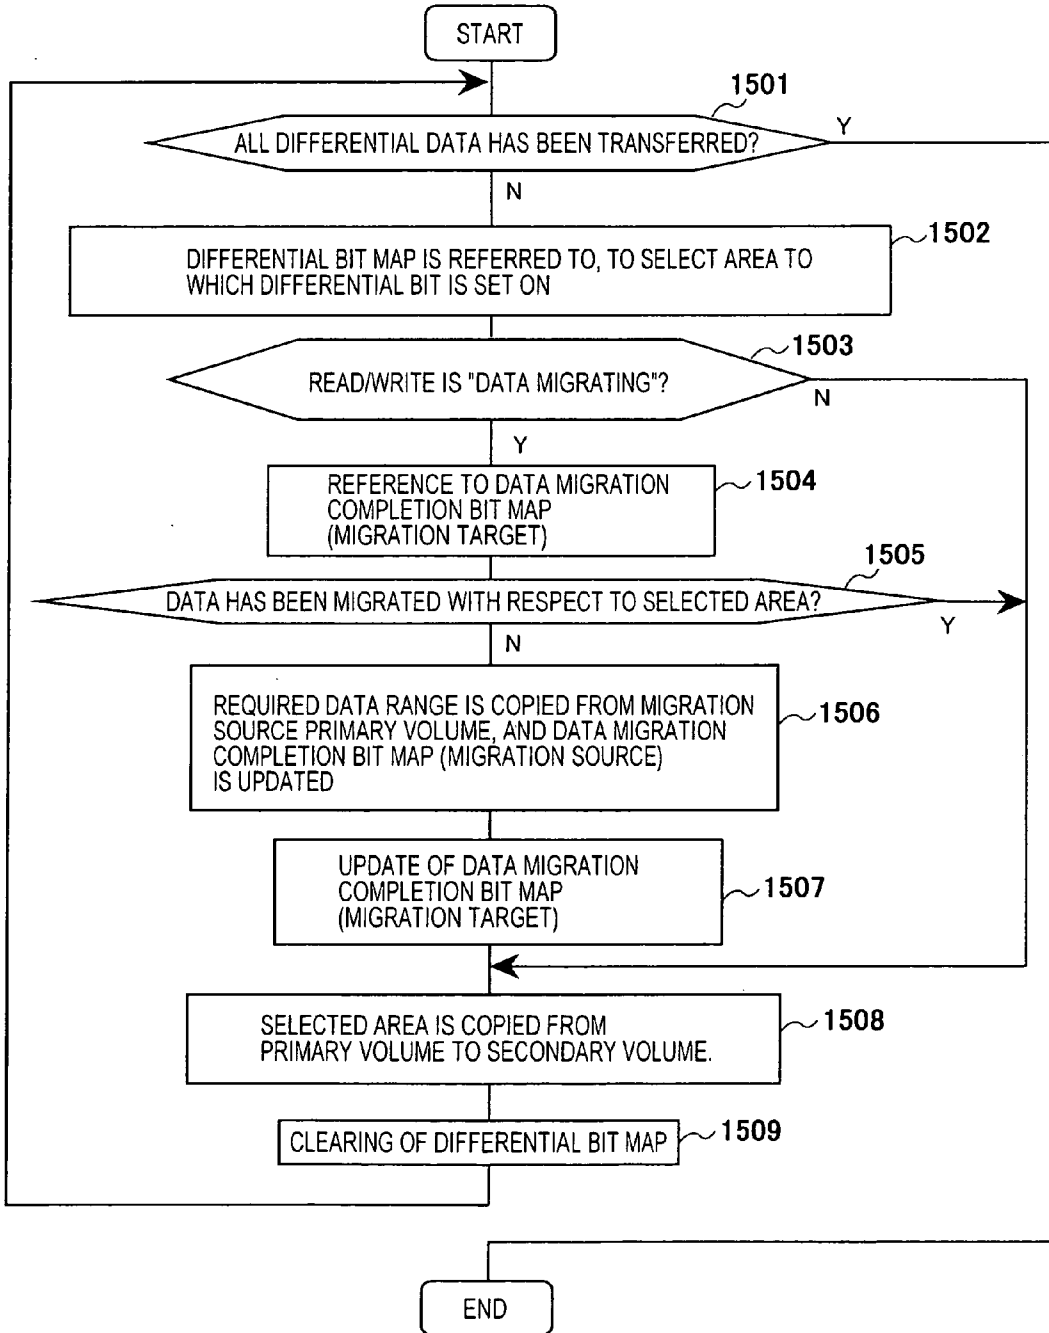 START
1501
ALL DIFFERENTIAL DATA HAS BEEN TRANSFERRED?
Y
N
1502
DIFFERENTIAL BIT MAP IS REFERRED TO, TO SELECT AREA TO
WHICH DIFFERENTIAL BIT IS SET ON
1503
READ/WRITE IS "DATA MIGRATING"?
N
Y
REFERENCE TO DATA MIGRATION
COMPLETION BIT MAP
(MIGRATION TARGET)
1504
1505
DATA HAS BEEN MIGRATED WITH RESPECT TO SELECTED AREA?
Y
N
REQUIRED DATA RANGE IS COPIED FROM MIGRATION
SOURCE PRIMARY VOLUME, AND DATA MIGRATION
COMPLETION BIT MAP (MIGRATION SOURCE)
IS UPDATED
1506
UPDATE OF DATA MIGRATION
COMPLETION BIT MAP
(MIGRATION TARGET)
1507
SELECTED AREA IS COPIED FROM
PRIMARY VOLUME TO SECONDARY VOLUME.
1508
CLEARING OF DIFFERENTIAL BIT MAP
1509
END